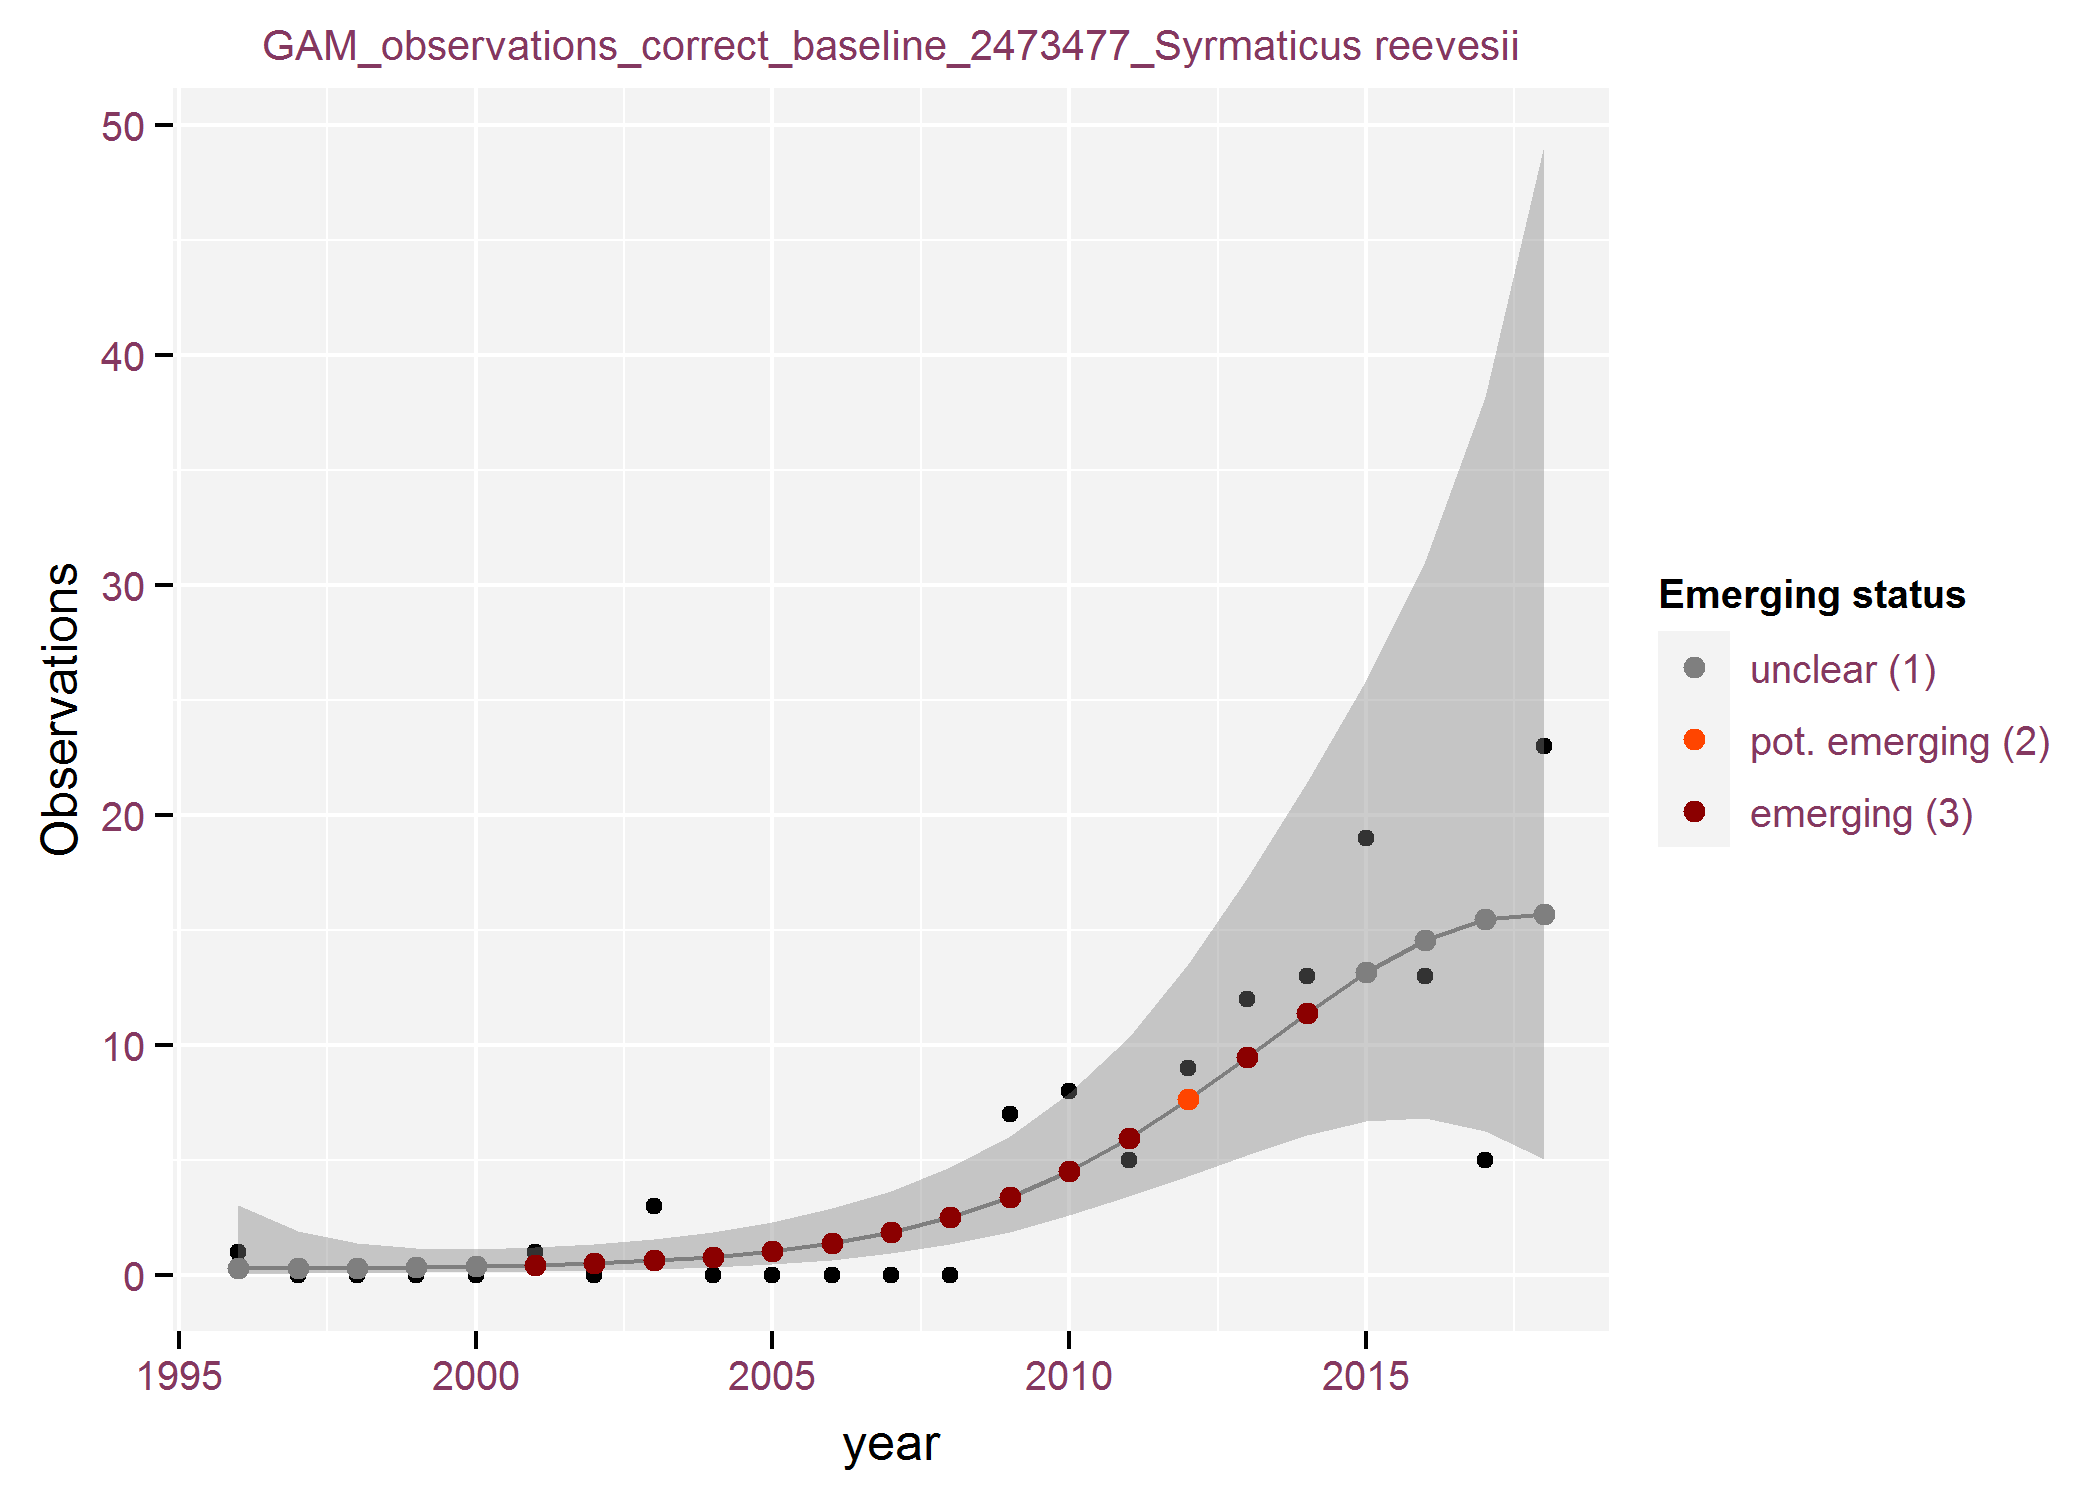 GAM_observations_correct_baseline_2473477_Syrmaticus reevesii
50
40
30
20
10
0
Observations
1995
2000
2005
2010
2015
year
Emerging status
unclear (1)
pot. emerging (2)
emerging (3)